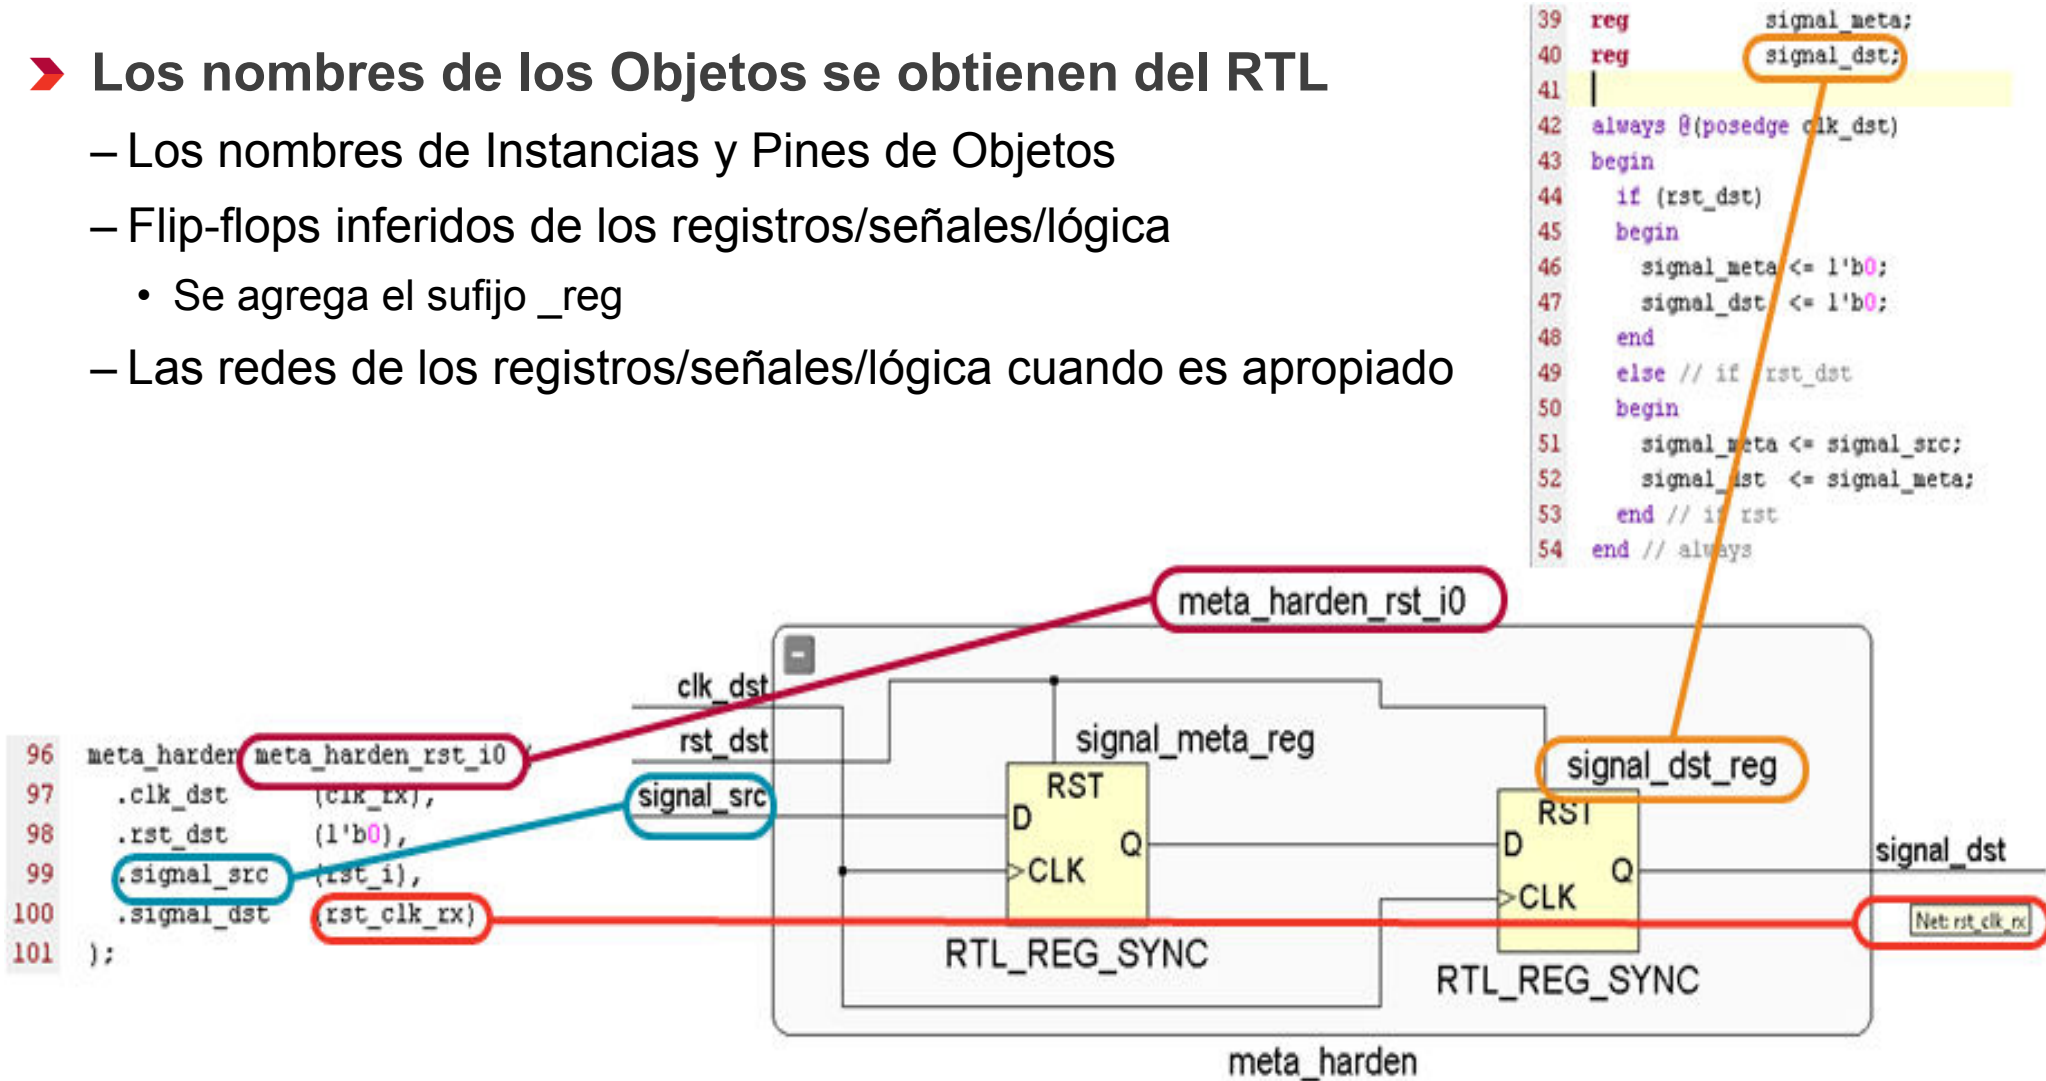 Los nombres de los Objetos se obtienen del RTL
– Los nombres de Instancias y Pines de Objetos
– Flip-flops inferidos de los registros/señales/lógica
• Se agrega el sufijo _reg
– Las redes de los registros/señales/lógica cuando es apropiado
39 reg signal_meta;
40 reg signal_dst;
41
42 always @(posedge clk_dst)
43 begin
44 if (rst_dst)
45 begin
46 signal_meta <= 1'b0;
47 signal_dst <= 1'b0;
48 end
49 else // if rst_dst
50 begin
51 signal_meta <= signal_src;
52 signal_dst <= signal_meta;
53 end // if rst
54 end // always
meta_harden_rst_i0
clk_dst
rst_dst
signal_src
signal_meta_reg
signal_dst_reg
RST
D
Q
CLK
RTL_REG_SYNC
RST
D
Q
CLK
RTL_REG_SYNC
signal_dst
Net: rst_clk_rx
meta_harden
96 meta_harden meta_harden_rst_i0 (
97 .clk_dst (clk_rx),
98 .rst_dst (1'b0),
99 .signal_src (rst_i),
100 .signal_dst (rst_clk_rx)
101 );